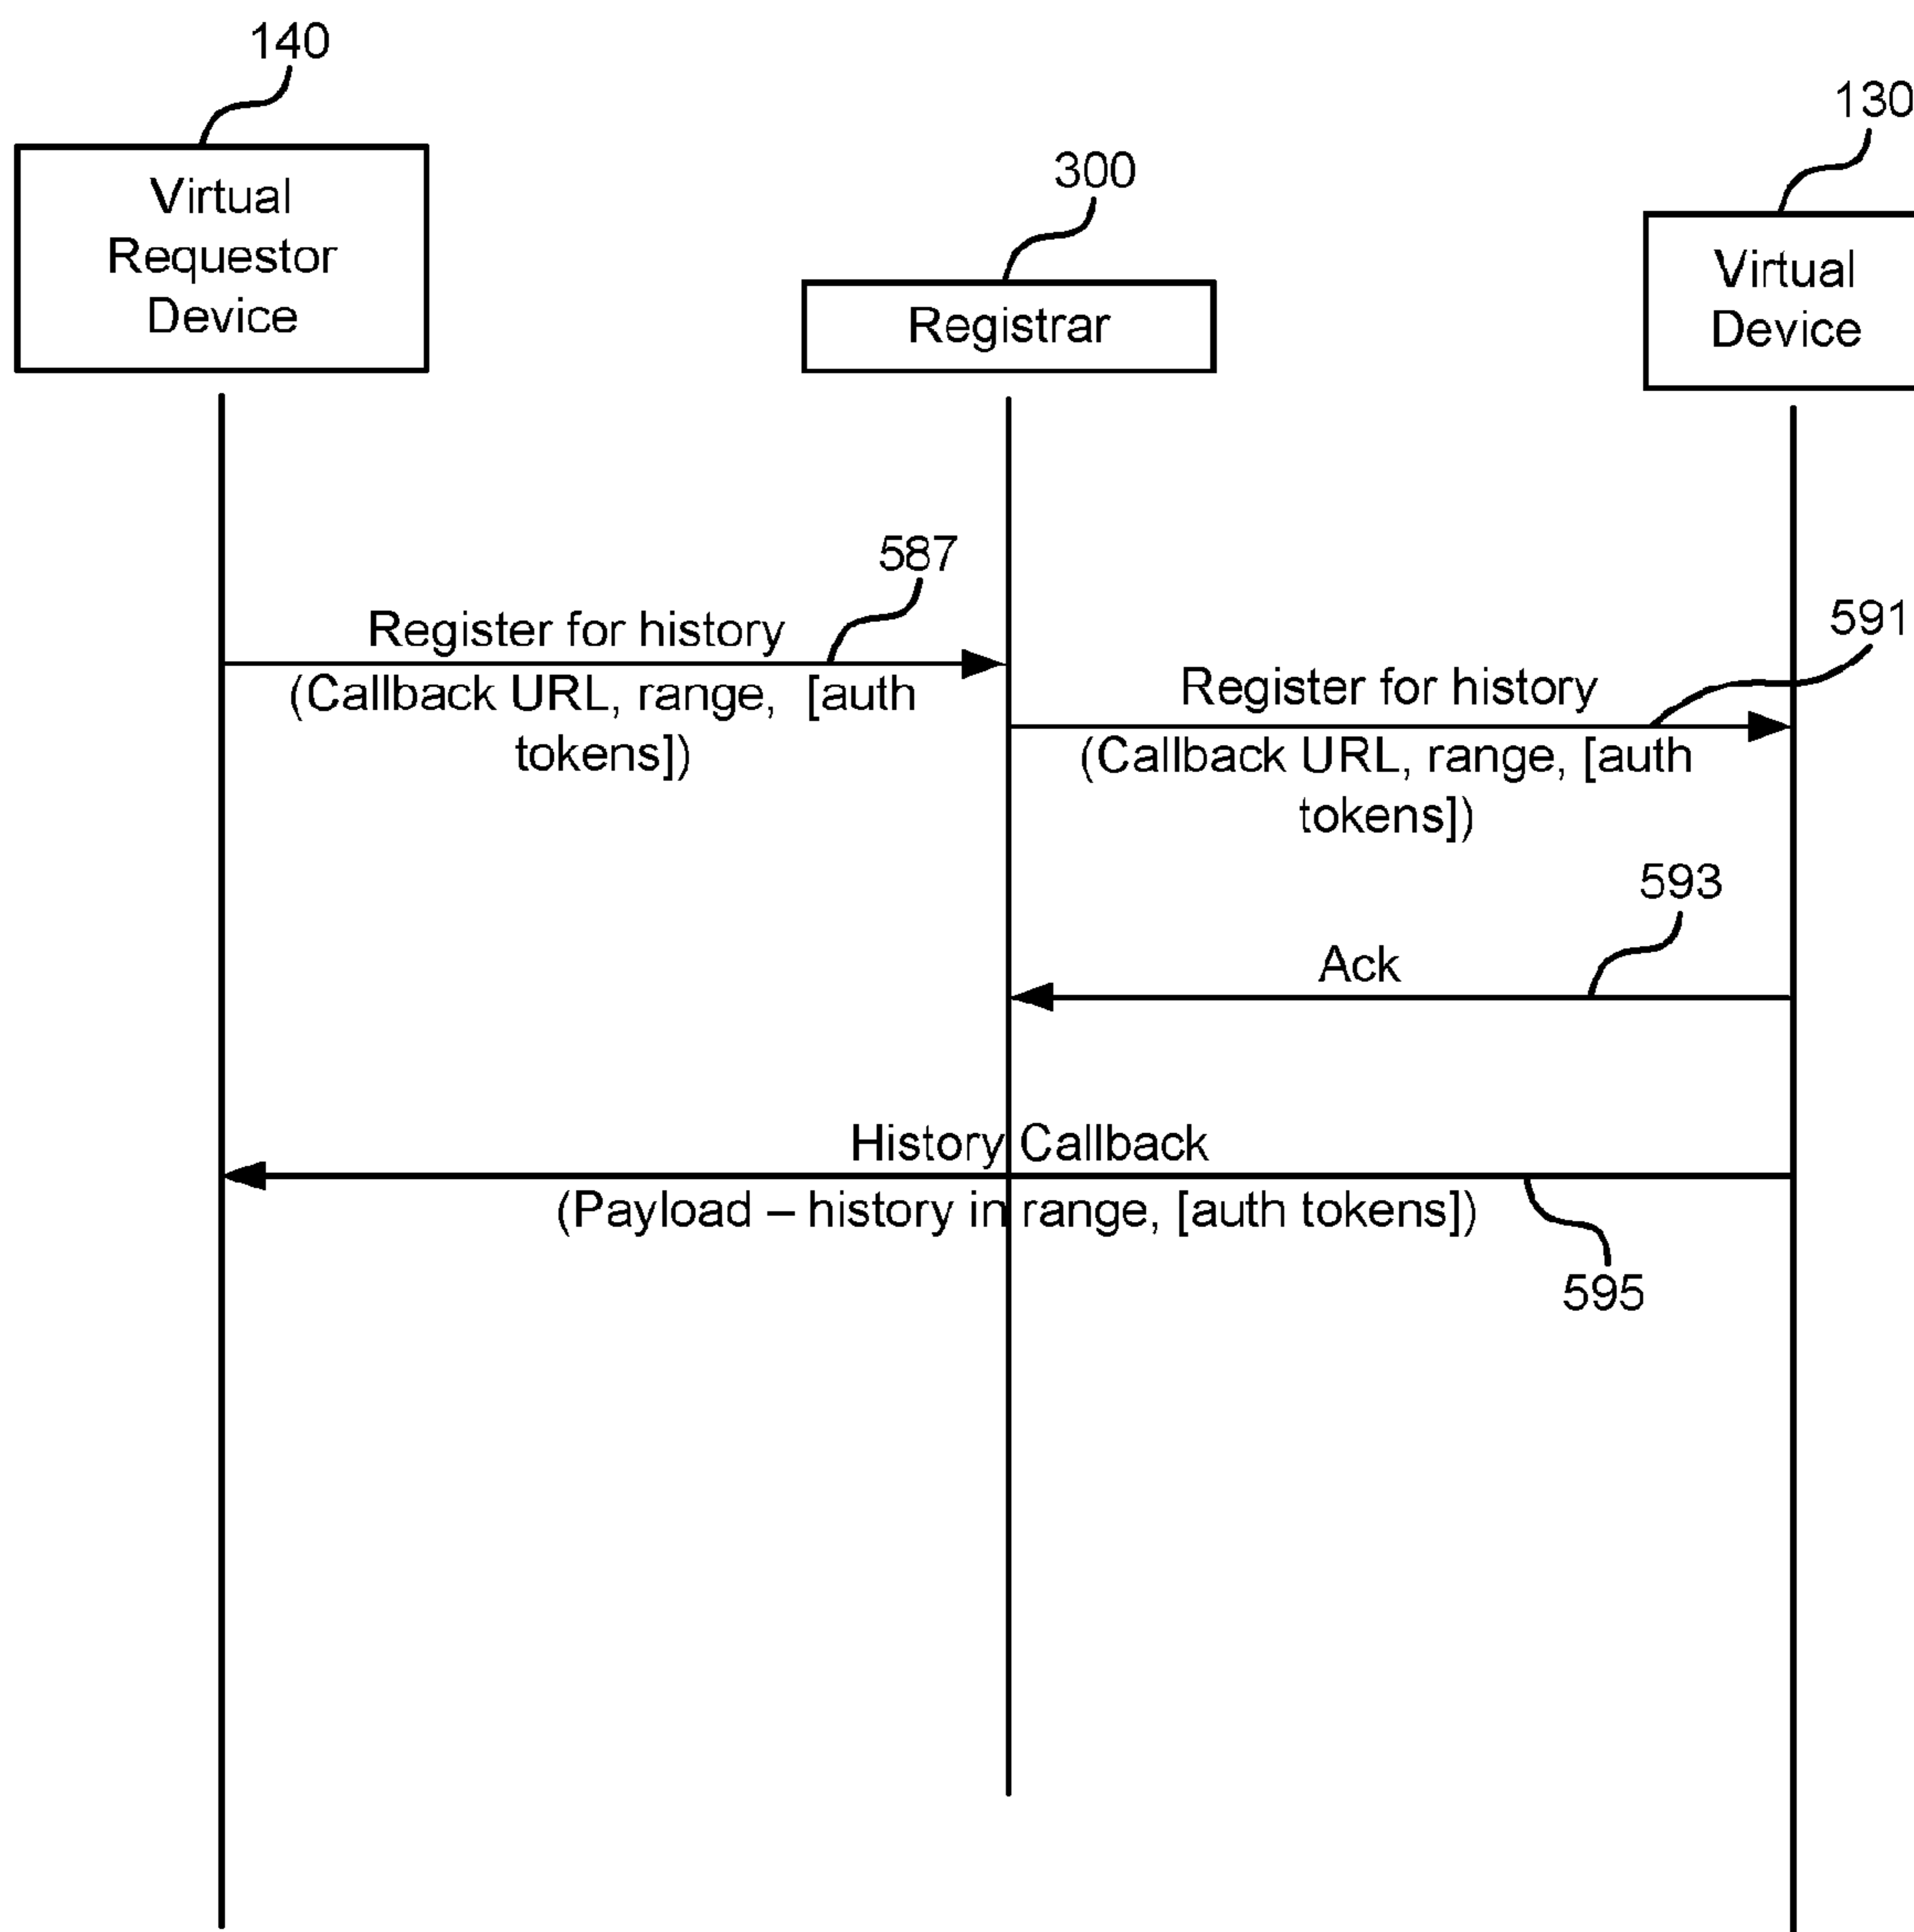 140
130
300
Virtual
Requestor
Device
Registrar
Virtual
Device
587
Register for history
(Callback URL, range, [auth
tokens])
591
Register for history
(Callback URL, range, [auth
tokens])
593
Ack
History Callback
(Payload – history in range, [auth tokens])
595